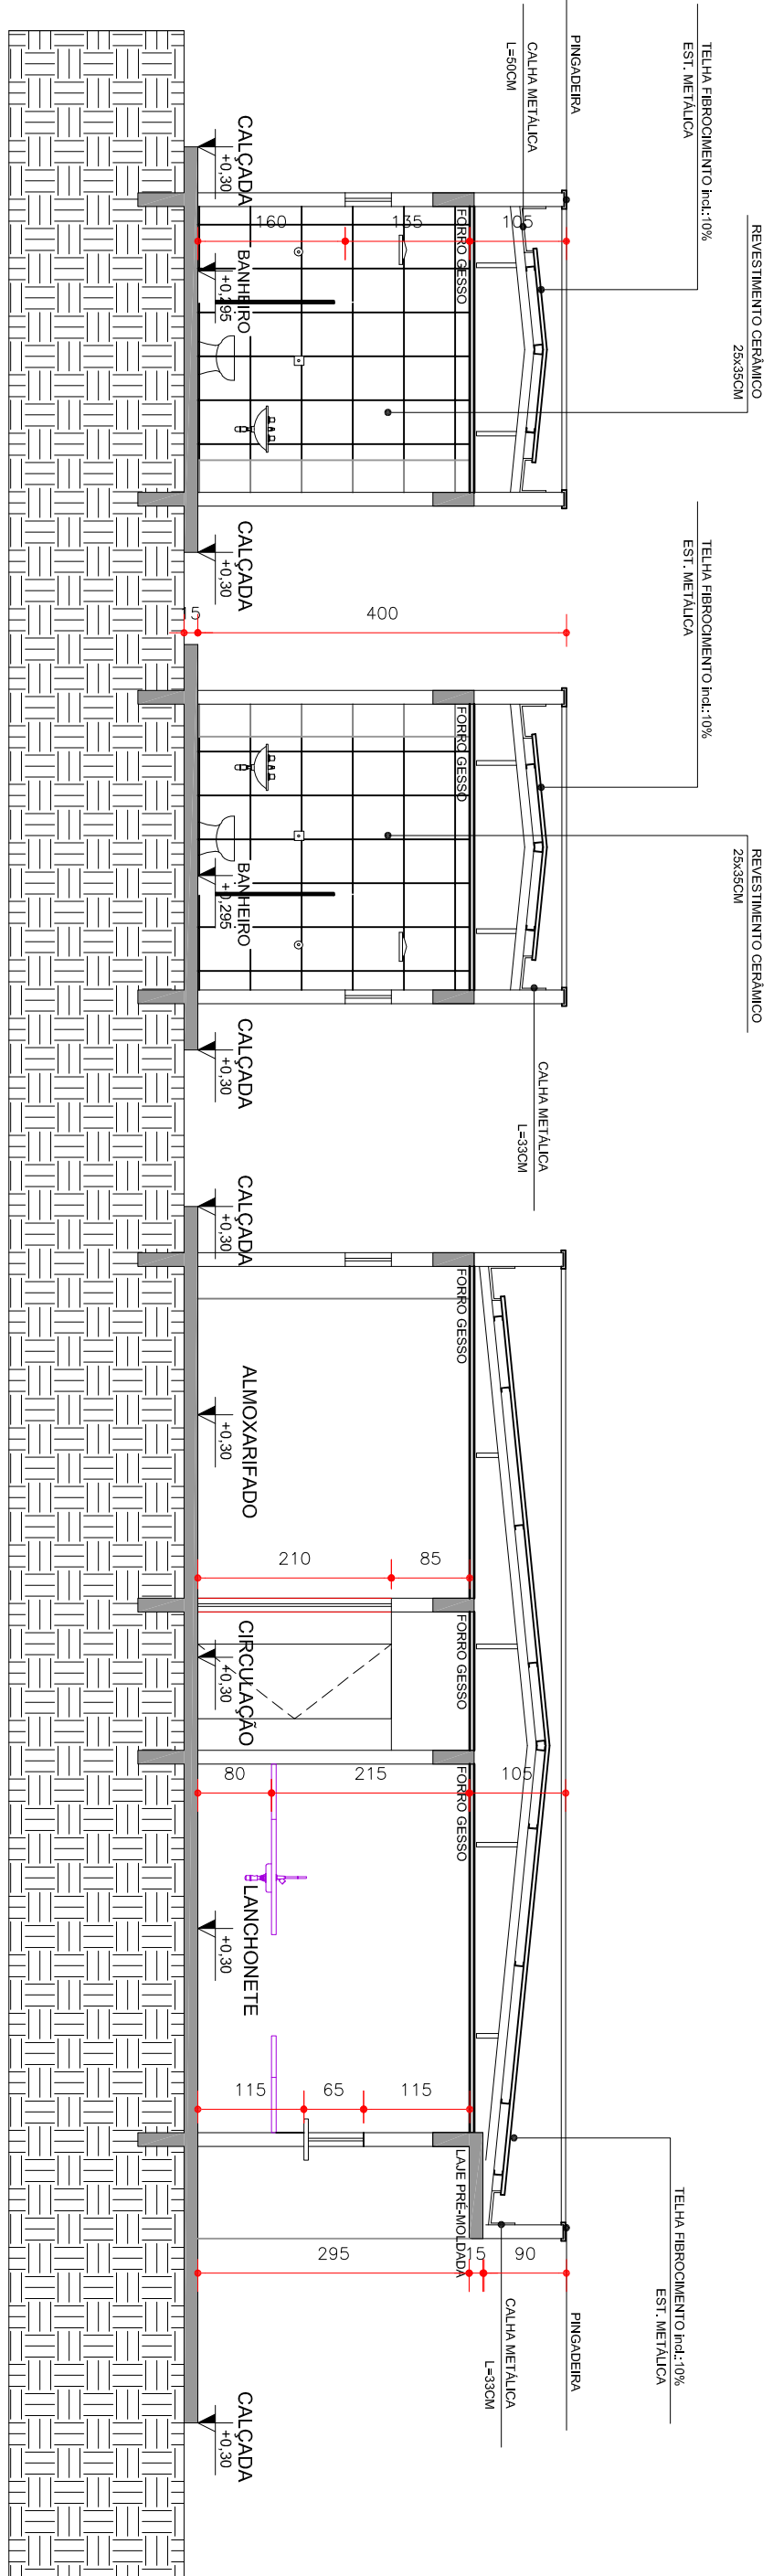 TELHA FIBROCIMENTO incl.:10%
EST. METÁLICA
PINGADEIRA
CALHA METÁLICA
L=50CM
REVESTIMENTO CERÂMICO
25x35CM
TELHA FIBROCIMENTO incl.:10%
EST. METÁLICA
REVESTIMENTO CERÂMICO
25x35CM
CALHA METÁLICA
L=33CM
TELHA FIBROCIMENTO incl.:10%
EST. METÁLICA
PINGADEIRA
CALHA METÁLICA
L=33CM
CALÇADA
+0,30
160
135
105
FORRO GESSO
BANHEIRO
+0,295
CALÇADA
+0,30
15
400
FORRO GESSO
BANHEIRO
+0,295
CALÇADA
+0,30
CALÇADA
+0,30
FORRO GESSO
ALMOXARIFADO
+0,30
210
85
FORRO GESSO
CIRCULAÇÃO
+0,30
80
215
105
FORRO GESSO
LANCHONETE
+0,30
115
65
115
LAJE PRÉ-MOLDADA
295
15
90
CALÇADA
+0,30